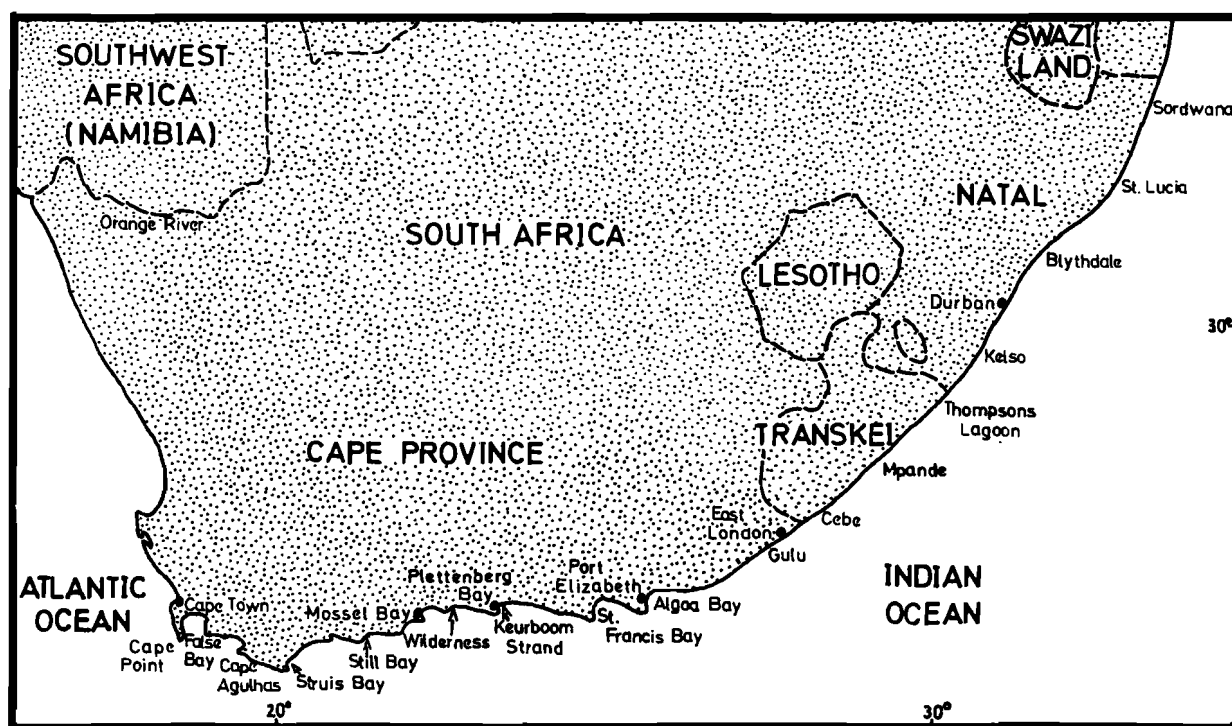 SOUTHWEST
AFRICA
(NAMIBIA)
SWAZI
LAND
Sordwana
Orange River
SOUTH AFRICA
NATAL
St. Lucia
LESOTHO
Blythdale
Durban
30°
Kelso
Thompsons
Lagoon
CAPE PROVINCE
TRANSKEI
Mpande
East
London
Cebe
Gulu
ATLANTIC
OCEAN
INDIAN
OCEAN
Plettenberg
Bay
Port
Elizabeth
Algoa Bay
Cape Town
Mossel Bay
St.
Francis Bay
Cape
Point
False
Bay
Wilderness
Keurboom
Strand
Still Bay
Cape
Agulhas
Struis Bay
20°
30°